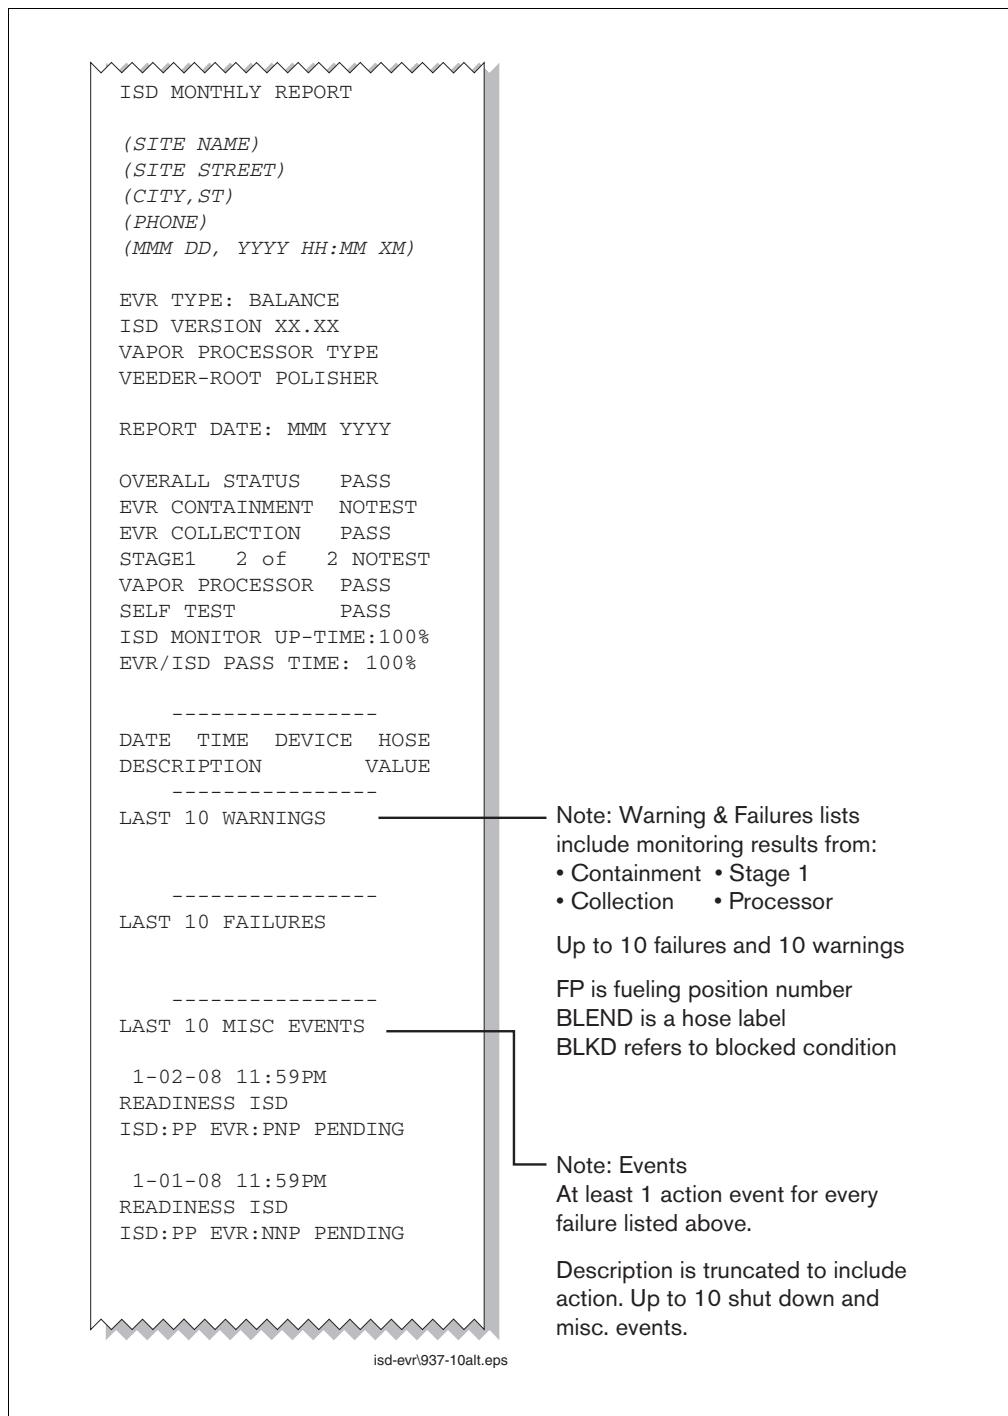 ISD MONTHLY REPORT
(SITE NAME)
(SITE STREET)
(CITY,ST)
(PHONE)
(MMM DD, YYYY HH:MM XM)
EVR TYPE: BALANCE
ISD VERSION XX.XX
VAPOR PROCESSOR TYPE
VEEDER-ROOT POLISHER
REPORT DATE: MMM YYYY
OVERALL STATUS PASS
EVR CONTAINMENT NOTEST
EVR COLLECTION PASS
STAGE1 2 of 2 NOTEST
VAPOR PROCESSOR PASS
SELF TEST PASS
ISD MONITOR UP-TIME:100%
EVR/ISD PASS TIME: 100%
----------------
DATE TIME DEVICE HOSE
DESCRIPTION VALUE
----------------
LAST 10 WARNINGS
----------------
LAST 10 FAILURES
----------------
LAST 10 MISC EVENTS
1-02-08 11:59PM
READINESS ISD
ISD:PP EVR:PNP PENDING
1-01-08 11:59PM
READINESS ISD
ISD:PP EVR:NNP PENDING
Note: Warning & Failures lists
include monitoring results from:
• Containment • Stage 1
• Collection • Processor
Up to 10 failures and 10 warnings
FP is fueling position number
BLEND is a hose label
BLKD refers to blocked condition
Note: Events
At least 1 action event for every
failure listed above.
Description is truncated to include
action. Up to 10 shut down and
misc. events.
isd-evr\937-10alt.eps